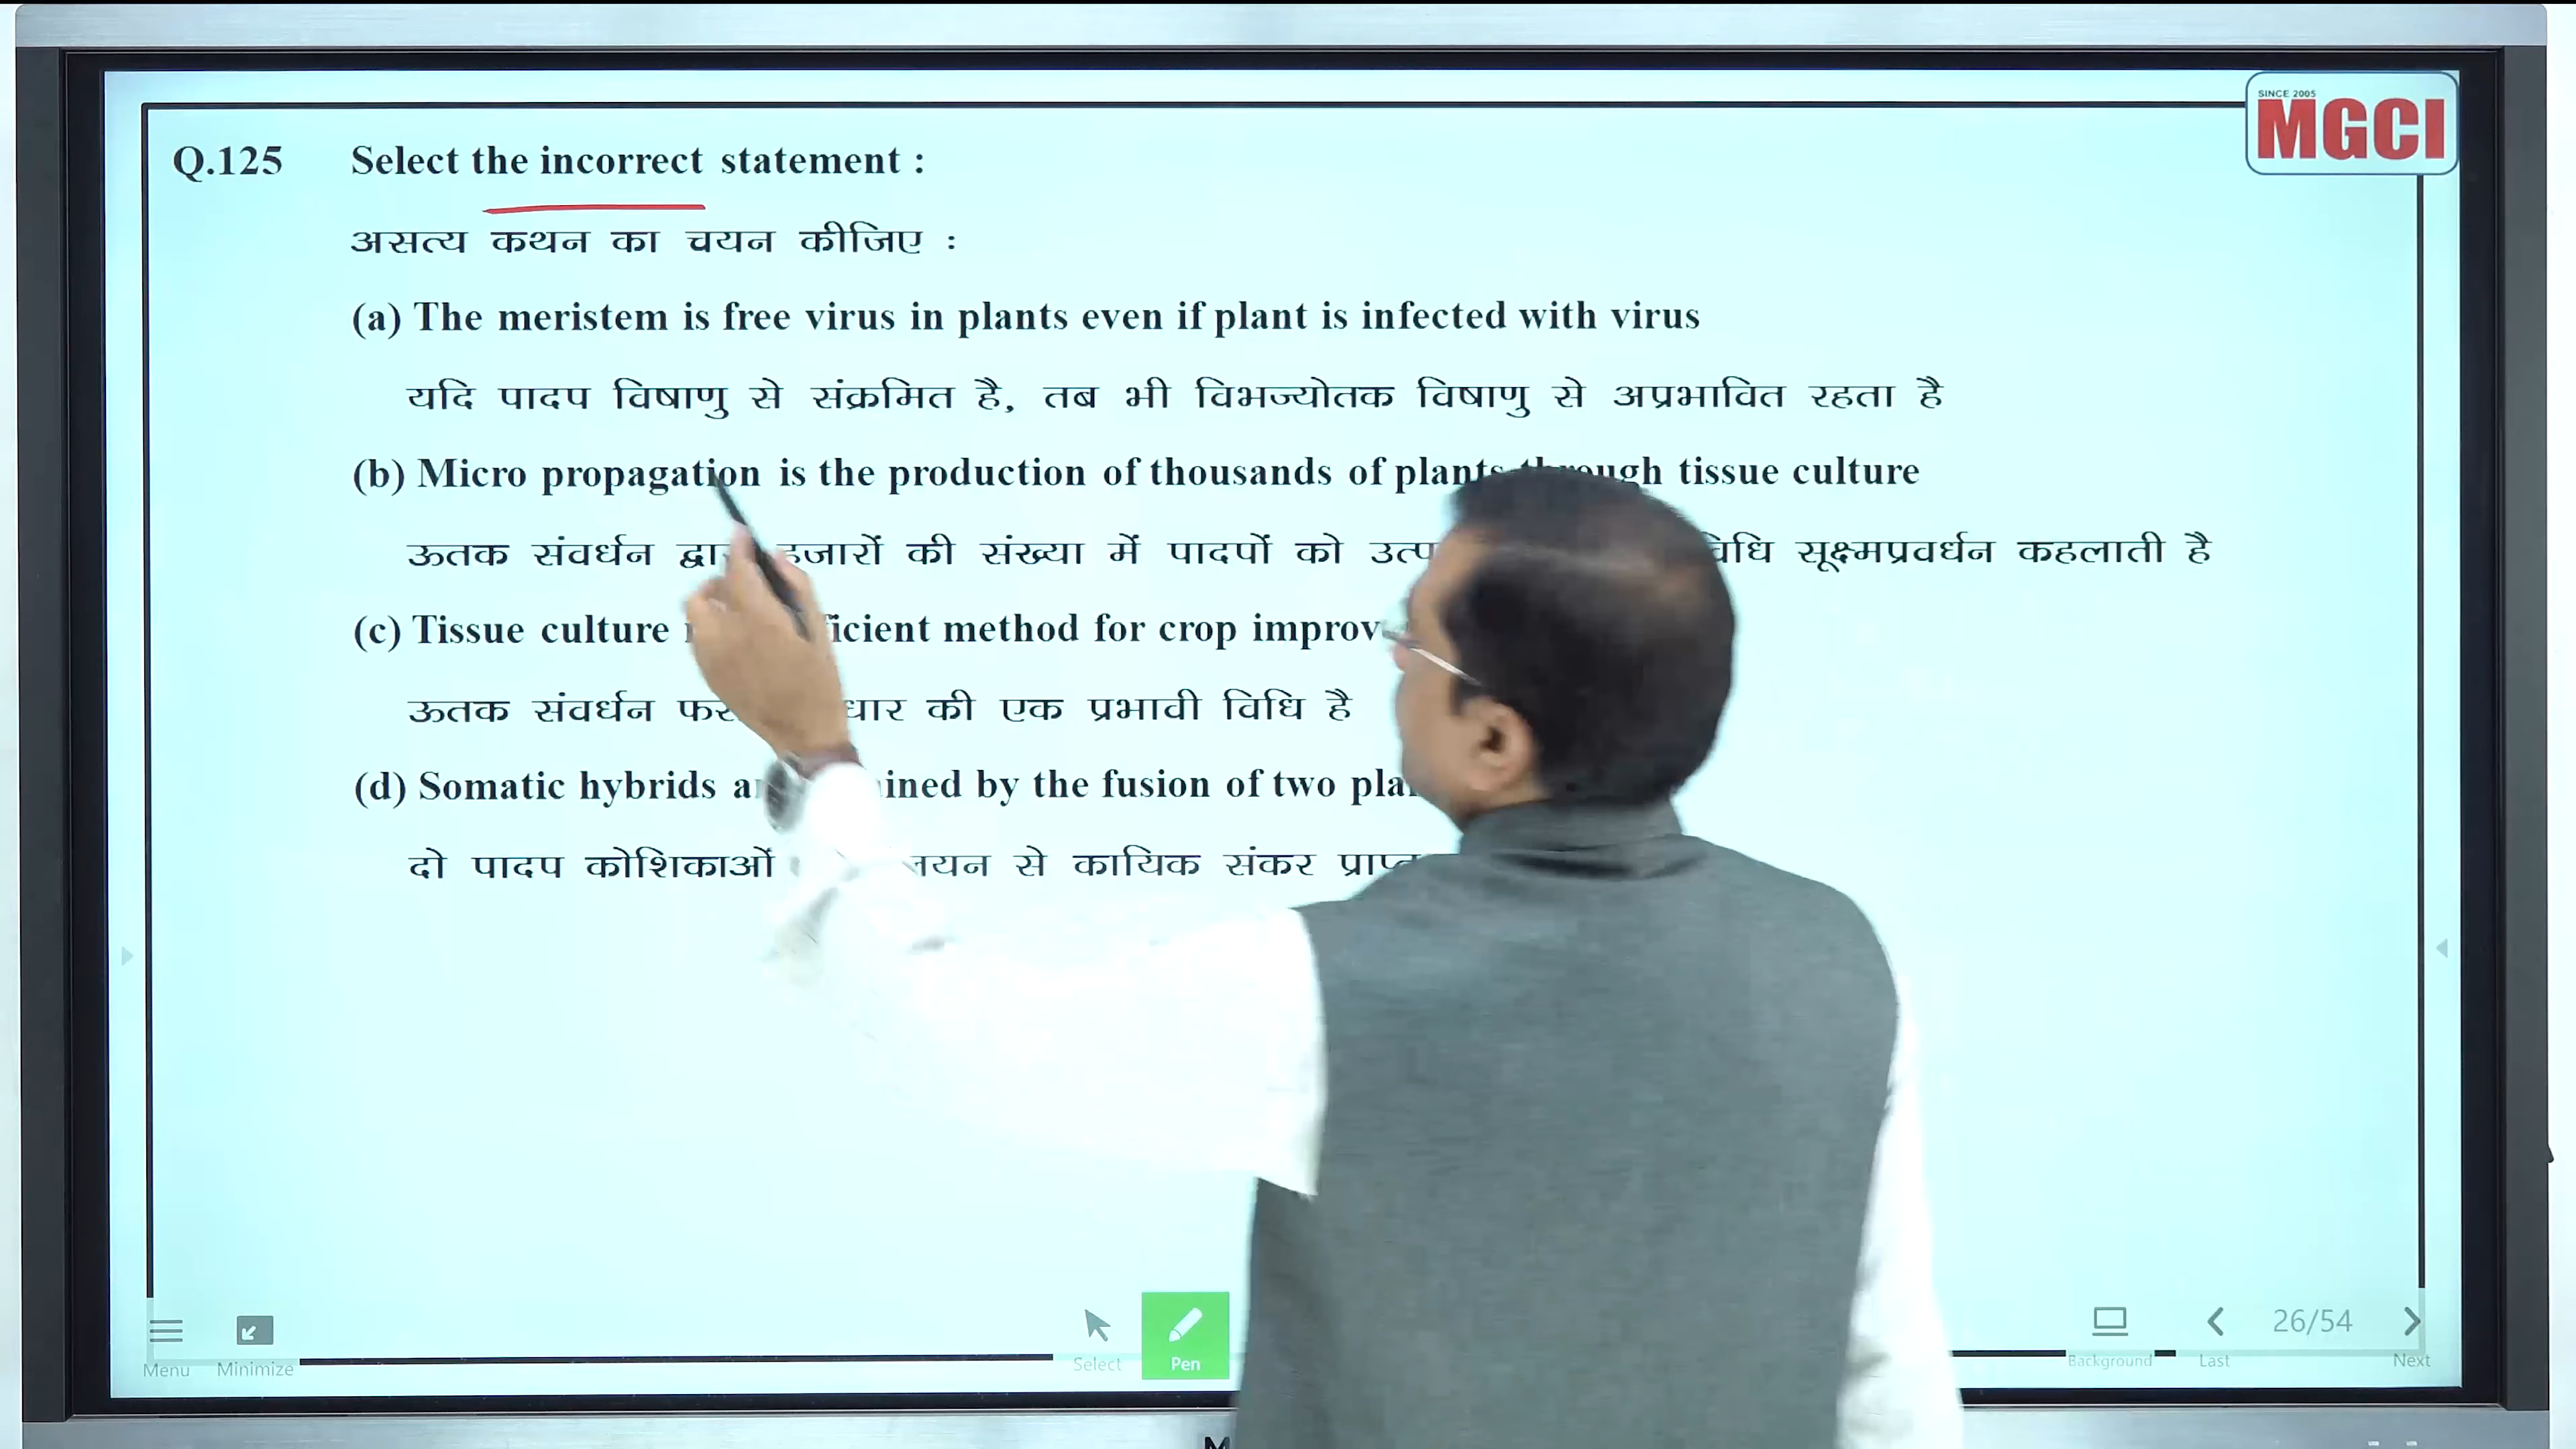 SINCE 2005
MGCI
Q.125 Select the incorrect statement :
असत्य कथन का चयन कीजिए :
(a) The meristem is free virus in plants even if plant is infected with virus
यदि पादप विषाणु से संक्रमित है, तब भी विभज्योतक विषाणु से अप्रभावित रहता है
(b) Micro propagation is the production of thousands of plants through tissue culture
ऊतक संवर्धन द्वारा हजारों की संख्या में पादपों को विधि सूक्ष्मप्रवर्धन कहलाती है
(c) Tissue culture method for crop
ऊतक संवर्धन की एक प्रभावी विधि है
(d) Somatic hybrids by the fusion of two
दो पादप कोशिकाओं से कायिक संकर
Menu Minimize Select Pen Background Last 26/54 Next